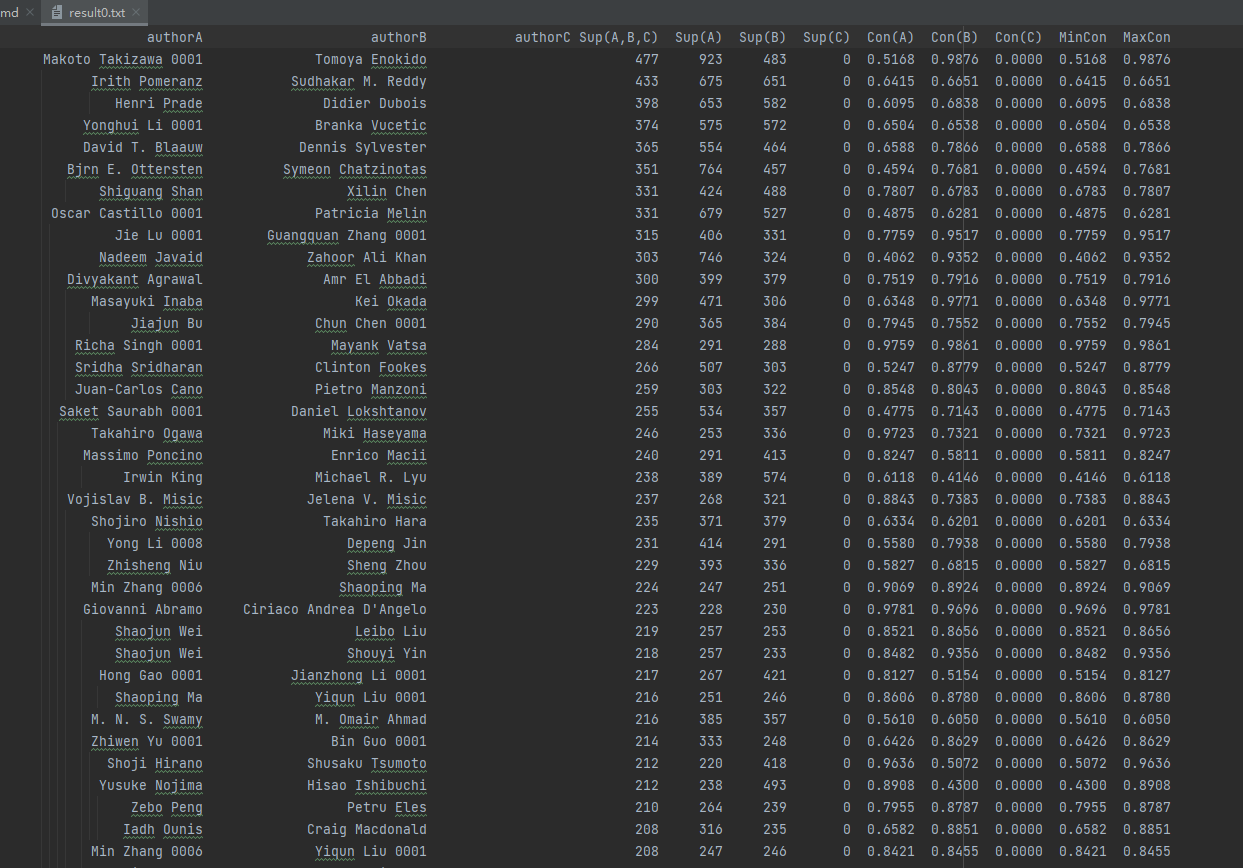 md × result0.txt ×
authorA authorB authorC Sup(A,B,C) Sup(A) Sup(B) Sup(C) Con(A) Con(B) Con(C) MinCon MaxCon
Makoto Takizawa 0001 Tomoya Enokido 477 923 483 0 0.5168 0.9876 0.0000 0.5168 0.9876
Irith Pomeranz Sudhakar M. Reddy 433 675 651 0 0.6415 0.6651 0.0000 0.6415 0.6651
Henri Prade Didier Dubois 398 653 582 0 0.6095 0.6838 0.0000 0.6095 0.6838
Yonghui Li 0001 Branka Vucetic 374 575 572 0 0.6504 0.6538 0.0000 0.6504 0.6538
David T. Blaauw Dennis Sylvester 365 554 464 0 0.6588 0.7866 0.0000 0.6588 0.7866
Bjrn E. Ottersten Symeon Chatzinotas 351 764 457 0 0.4594 0.7681 0.0000 0.4594 0.7681
Shiguang Shan Xilin Chen 331 424 488 0 0.7807 0.6783 0.0000 0.6783 0.7807
Oscar Castillo 0001 Patricia Melin 331 679 527 0 0.4875 0.6281 0.0000 0.4875 0.6281
Jie Lu 0001 Guangquan Zhang 0001 315 406 331 0 0.7759 0.9517 0.0000 0.7759 0.9517
Nadeem Javaid Zahoor Ali Khan 303 746 324 0 0.4062 0.9352 0.0000 0.4062 0.9352
Divyakant Agrawal Amr El Abbadi 300 399 379 0 0.7519 0.7916 0.0000 0.7519 0.7916
Masayuki Inaba Kei Okada 299 471 306 0 0.6348 0.9771 0.0000 0.6348 0.9771
Jiajun Bu Chun Chen 0001 290 365 384 0 0.7945 0.7552 0.0000 0.7552 0.7945
Richa Singh 0001 Mayank Vatsa 284 291 288 0 0.9759 0.9861 0.0000 0.9759 0.9861
Sridha Sridharan Clinton Fookes 266 507 303 0 0.5247 0.8779 0.0000 0.5247 0.8779
Juan-Carlos Cano Pietro Manzoni 259 303 322 0 0.8548 0.8043 0.0000 0.8043 0.8548
Saket Saurabh 0001 Daniel Lokshtanov 255 534 357 0 0.4775 0.7143 0.0000 0.4775 0.7143
Takahiro Ogawa Miki Haseyama 246 253 336 0 0.9723 0.7321 0.0000 0.7321 0.9723
Massimo Poncino Enrico Macii 240 291 413 0 0.8247 0.5811 0.0000 0.5811 0.8247
Irwin King Michael R. Lyu 238 389 574 0 0.6118 0.4146 0.0000 0.4146 0.6118
Vojislav B. Misic Jelena V. Misic 237 268 321 0 0.8843 0.7383 0.0000 0.7383 0.8843
Shojiro Nishio Takahiro Hara 235 371 379 0 0.6334 0.6201 0.0000 0.6201 0.6334
Yong Li 0008 Depeng Jin 231 414 291 0 0.5580 0.7938 0.0000 0.5580 0.7938
Zhisheng Niu Sheng Zhou 229 393 336 0 0.5827 0.6815 0.0000 0.5827 0.6815
Min Zhang 0006 Shaoping Ma 224 247 251 0 0.9069 0.8924 0.0000 0.8924 0.9069
Giovanni Abramo Ciriaco Andrea D'Angelo 223 228 230 0 0.9781 0.9696 0.0000 0.9696 0.9781
Shaojun Wei Leibo Liu 219 257 253 0 0.8521 0.8656 0.0000 0.8521 0.8656
Shaojun Wei Shouyi Yin 218 257 233 0 0.8482 0.9356 0.0000 0.8482 0.9356
Hong Gao 0001 Jianzhong Li 0001 217 267 421 0 0.8127 0.5154 0.0000 0.5154 0.8127
Shaoping Ma Yiqun Liu 0001 216 251 246 0 0.8606 0.8780 0.0000 0.8606 0.8780
M. N. S. Swamy M. Omair Ahmad 216 385 357 0 0.5610 0.6050 0.0000 0.5610 0.6050
Zhiwen Yu 0001 Bin Guo 0001 214 333 248 0 0.6426 0.8629 0.0000 0.6426 0.8629
Shoji Hirano Shusaku Tsumoto 212 220 418 0 0.9636 0.5072 0.0000 0.5072 0.9636
Yusuke Nojima Hisao Ishibuchi 212 238 493 0 0.8908 0.4300 0.0000 0.4300 0.8908
Zebo Peng Petru Eles 210 264 239 0 0.7955 0.8787 0.0000 0.7955 0.8787
Iadh Ounis Craig Macdonald 208 316 235 0 0.6582 0.8851 0.0000 0.6582 0.8851
Min Zhang 0006 Yiqun Liu 0001 208 247 246 0 0.8421 0.8455 0.0000 0.8421 0.8455